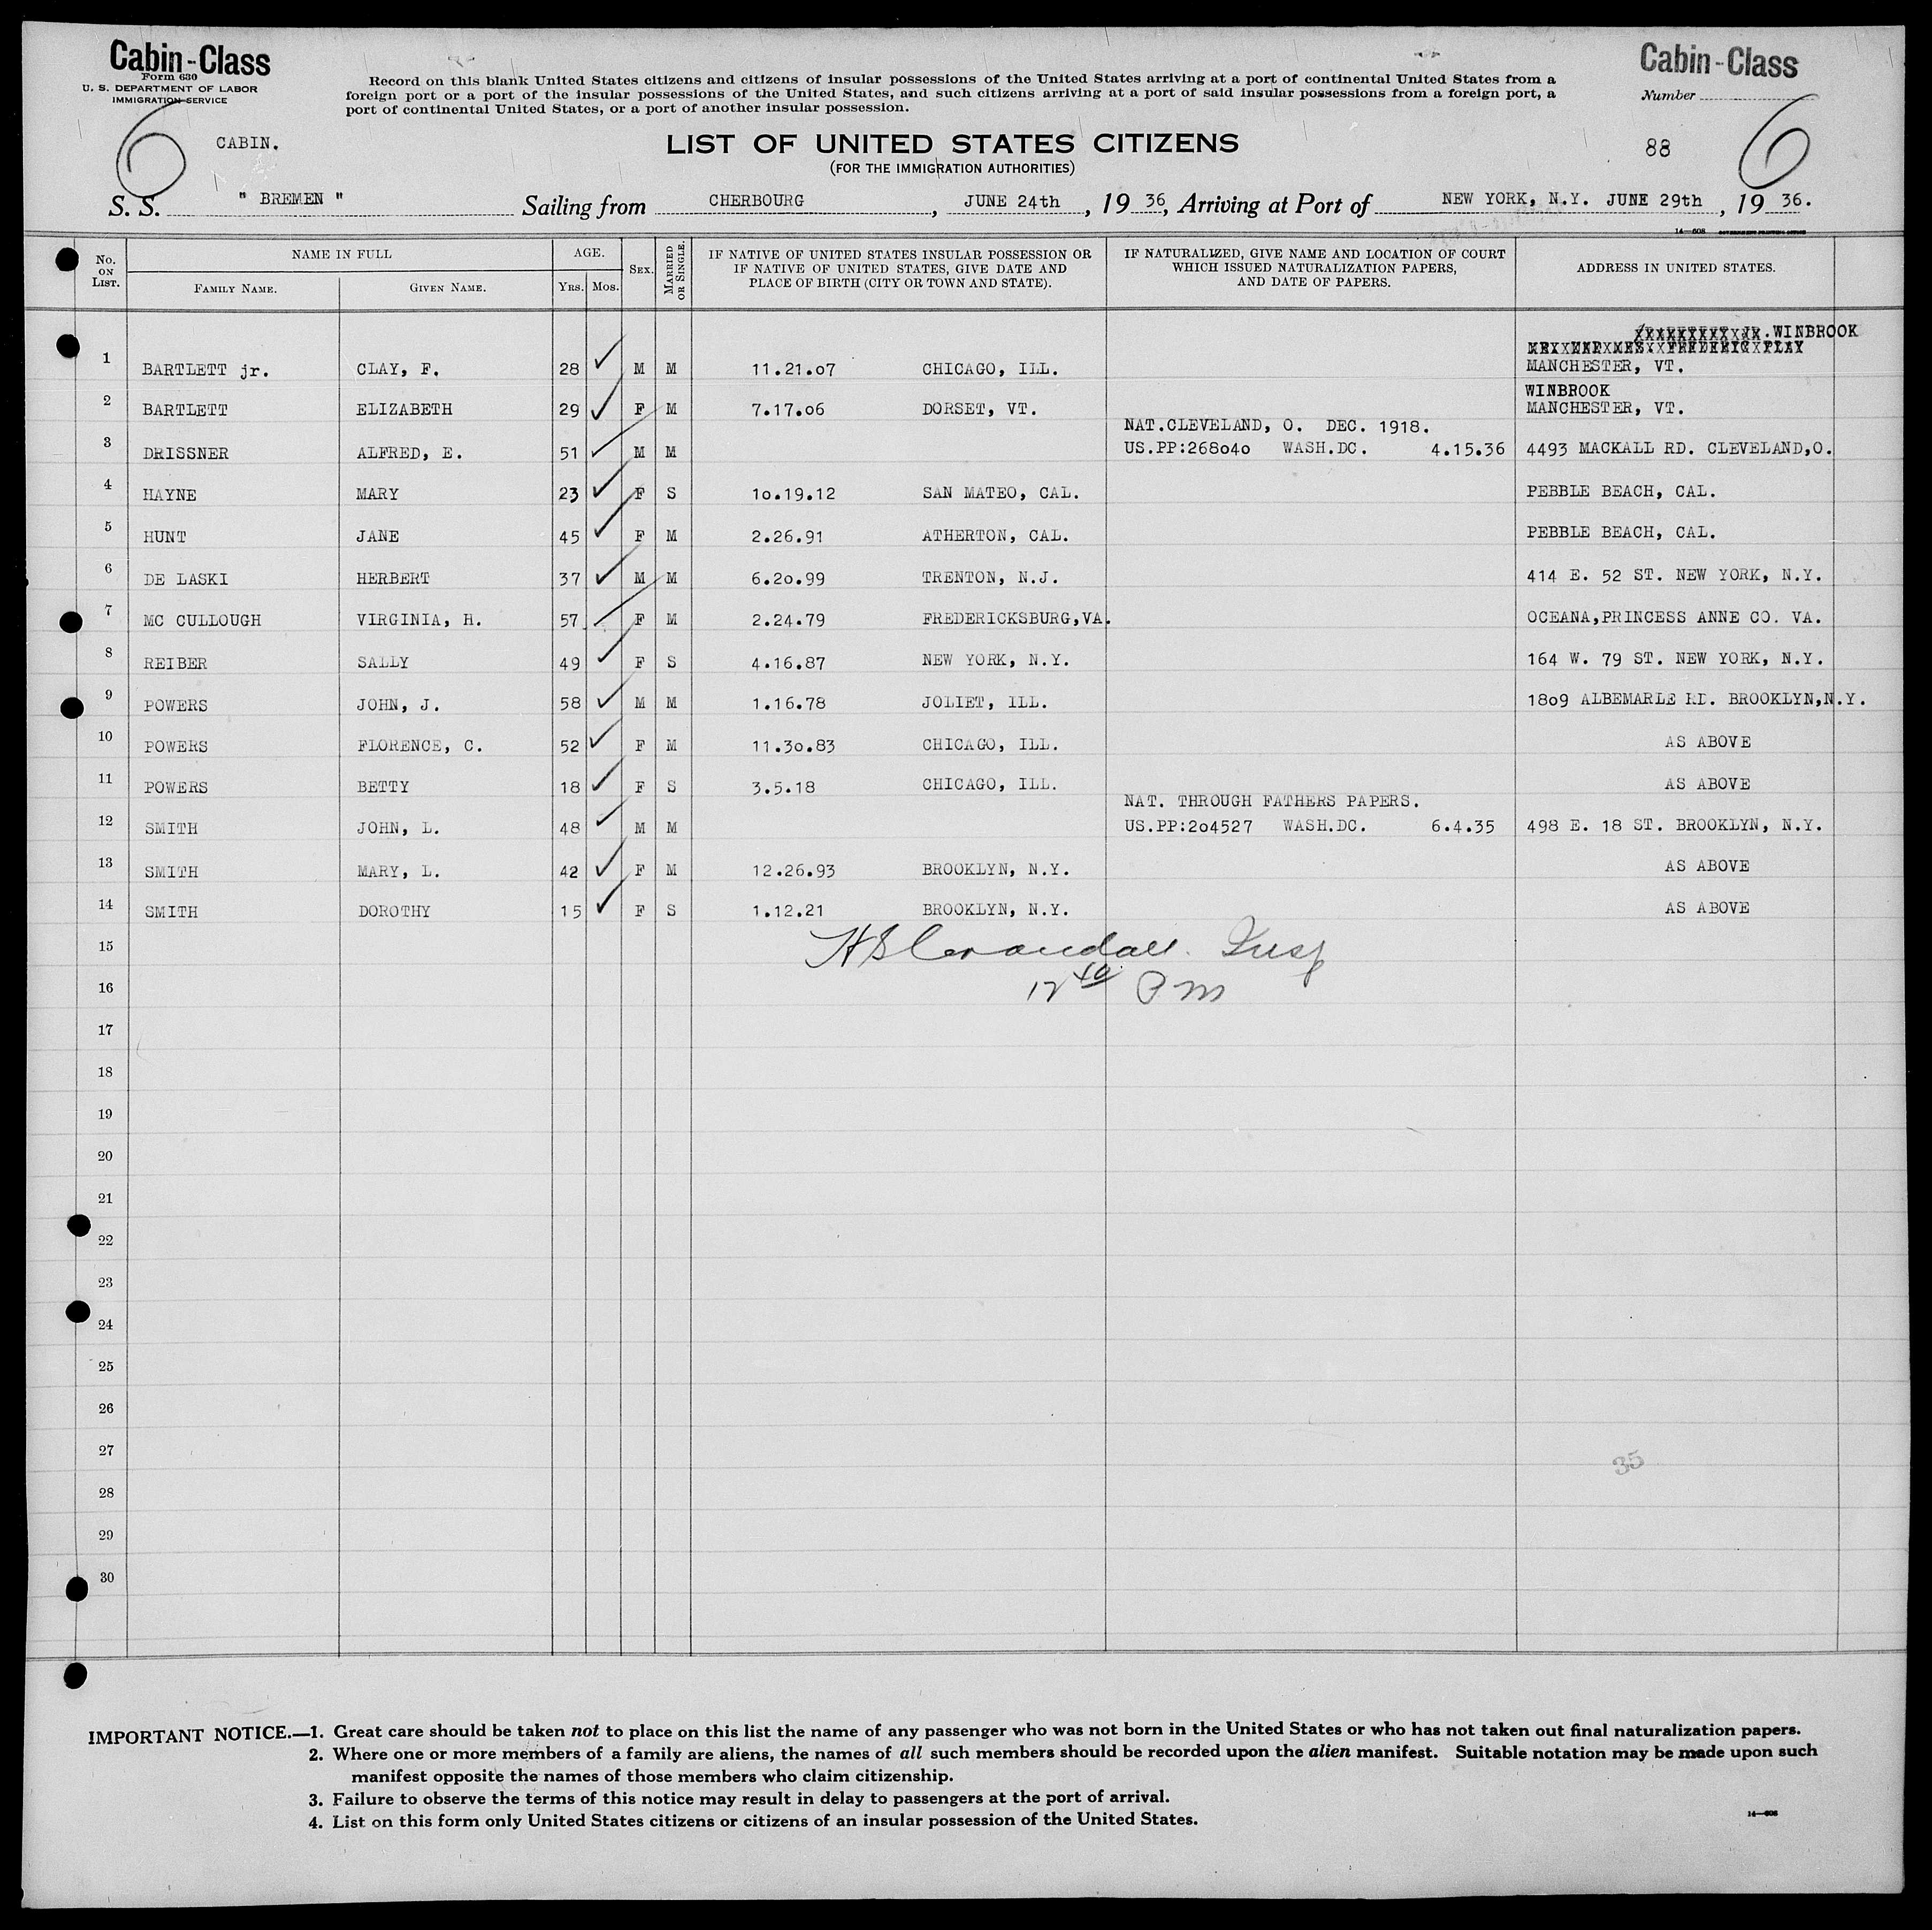 Cabin-Class
Form 630
U. S. DEPARTMENT OF LABOR
IMMIGRATION SERVICE
Record on this blank United States citizens and citizens of insular possessions of the United States arriving at a port of continental United States from a
foreign port or a port of the insular possessions of the United States, and such citizens arriving at a port of said insular possessions from a foreign port, a
port of continental United States, or a port of another insular possession.
Cabin-Class
Number
6
CABIN.
LIST OF UNITED STATES CITIZENS
(FOR THE IMMIGRATION AUTHORITIES)
88
6
S. S. " BREMEN " Sailing from CHERBOURG, JUNE 24th, 19 36, Arriving at Port of NEW YORK, N.Y. JUNE 29th, 19 36.
14—608 GOVERNMENT PRINTING OFFICE
No. ON LIST. NAME IN FULL FAMILY NAME. GIVEN NAME. AGE. YRS. MOS. SEX. MARRIED OR SINGLE. IF NATIVE OF UNITED STATES INSULAR POSSESSION OR IF NATIVE OF UNITED STATES, GIVE DATE AND PLACE OF BIRTH (CITY OR TOWN AND STATE). IF NATURALIZED, GIVE NAME AND LOCATION OF COURT WHICH ISSUED NATURALIZATION PAPERS, AND DATE OF PAPERS. ADDRESS IN UNITED STATES.
JR.WINBROOK
1 BARTLETT jr. CLAY, F. 28 M M 11.21.07 CHICAGO, ILL. MANCHESTER, VT.
WINBROOK
2 BARTLETT ELIZABETH 29 F M 7.17.06 DORSET, VT. MANCHESTER, VT.
NAT.CLEVELAND, O. DEC. 1918.
3 DRISSNER ALFRED, E. 51 M M US.PP:268040 WASH.DC. 4.15.36 4493 MACKALL RD. CLEVELAND,O.
4 HAYNE MARY 23 F S 10.19.12 SAN MATEO, CAL. PEBBLE BEACH, CAL.
5 HUNT JANE 45 F M 2.26.91 ATHERTON, CAL. PEBBLE BEACH, CAL.
6 DE LASKI HERBERT 37 M M 6.20.99 TRENTON, N.J. 414 E. 52 ST. NEW YORK, N.Y.
7 MC CULLOUGH VIRGINIA, H. 57 F M 2.24.79 FREDERICKSBURG,VA. OCEANA,PRINCESS ANNE CO. VA.
8 REIBER SALLY 49 F S 4.16.87 NEW YORK, N.Y. 164 W. 79 ST. NEW YORK, N.Y.
9 POWERS JOHN, J. 58 M M 1.16.78 JOLIET, ILL. 1809 ALBEMARLE RD. BROOKLYN,N.Y.
10 POWERS FLORENCE, C. 52 F M 11.30.83 CHICAGO, ILL. AS ABOVE
11 POWERS BETTY 18 F S 3.5.18 CHICAGO, ILL. AS ABOVE
NAT. THROUGH FATHERS PAPERS.
12 SMITH JOHN, L. 48 M M US.PP:204527 WASH.DC. 6.4.35 498 E. 18 ST. BROOKLYN, N.Y.
13 SMITH MARY, L. 42 F M 12.26.93 BROOKLYN, N.Y. AS ABOVE
14 SMITH DOROTHY 15 F S 1.12.21 BROOKLYN, N.Y. AS ABOVE
15 H S Crandall. Insp
16 12 40 P m
17
18
19
20
21
22
23
24
25
26
27
35
28
29
30
IMPORTANT NOTICE.—1. Great care should be taken not to place on this list the name of any passenger who was not born in the United States or who has not taken out final naturalization papers.
2. Where one or more members of a family are aliens, the names of all such members should be recorded upon the alien manifest. Suitable notation may be made upon such
manifest opposite the names of those members who claim citizenship.
3. Failure to observe the terms of this notice may result in delay to passengers at the port of arrival.
4. List on this form only United States citizens or citizens of an insular possession of the United States.
14—608